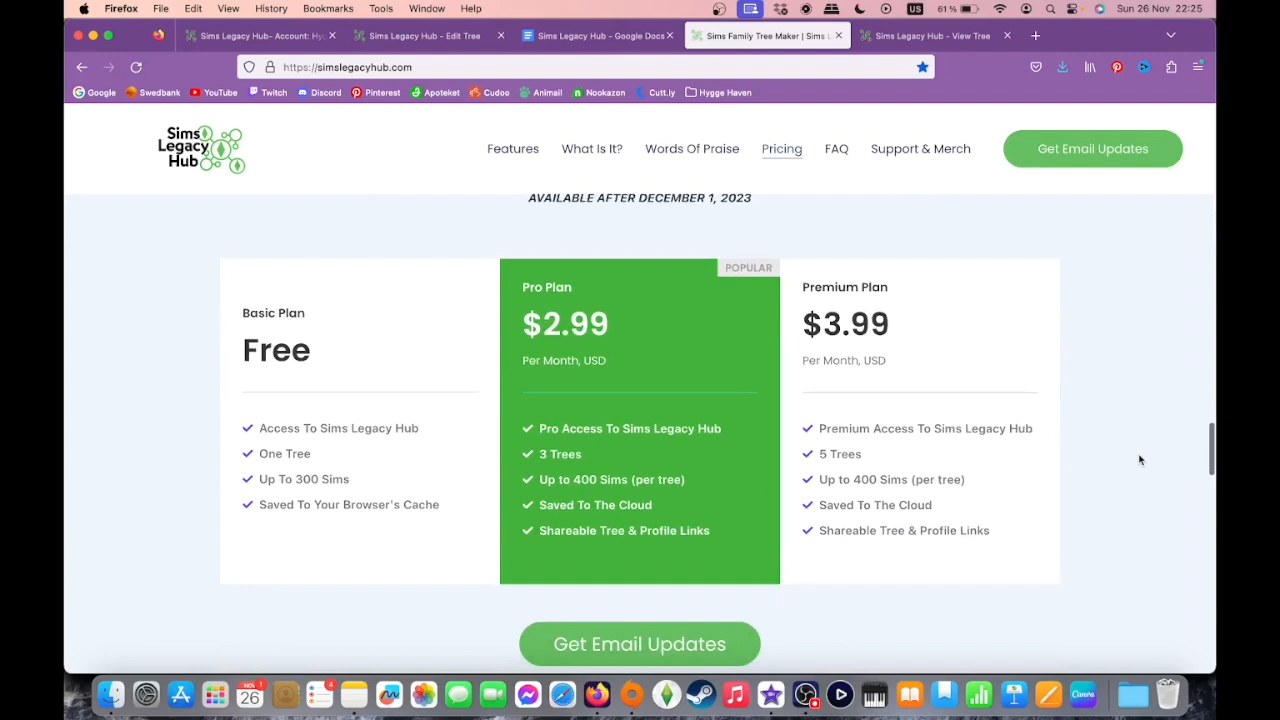 Firefox File Edit View History Bookmarks Tools Window Help
US 61% Sun 26 Nov 22:25
Sims Legacy Hub- Account: Hy
Sims Legacy Hub - Edit Tree
Sims Legacy Hub - Google Docs
Sims Family Tree Maker | Sims L
Sims Legacy Hub - View Tree
https://simslegacyhub.com
Google Swedbank YouTube Twitch Discord Pinterest Apoteket Cudoo Animail Nookazon Cutt.ly Hygge Haven
Sims
Legacy
Hub
Features What Is It? Words Of Praise Pricing FAQ Support & Merch Get Email Updates
AVAILABLE AFTER DECEMBER 1, 2023
Basic Plan
Free
Access To Sims Legacy Hub
One Tree
Up To 300 Sims
Saved To Your Browser's Cache
POPULAR
Pro Plan
$2.99
Per Month, USD
Pro Access To Sims Legacy Hub
3 Trees
Up to 400 Sims (per tree)
Saved To The Cloud
Shareable Tree & Profile Links
Premium Plan
$3.99
Per Month, USD
Premium Access To Sims Legacy Hub
5 Trees
Up to 400 Sims (per tree)
Saved To The Cloud
Shareable Tree & Profile Links
Get Email Updates
NOV
26
1
4
Canva